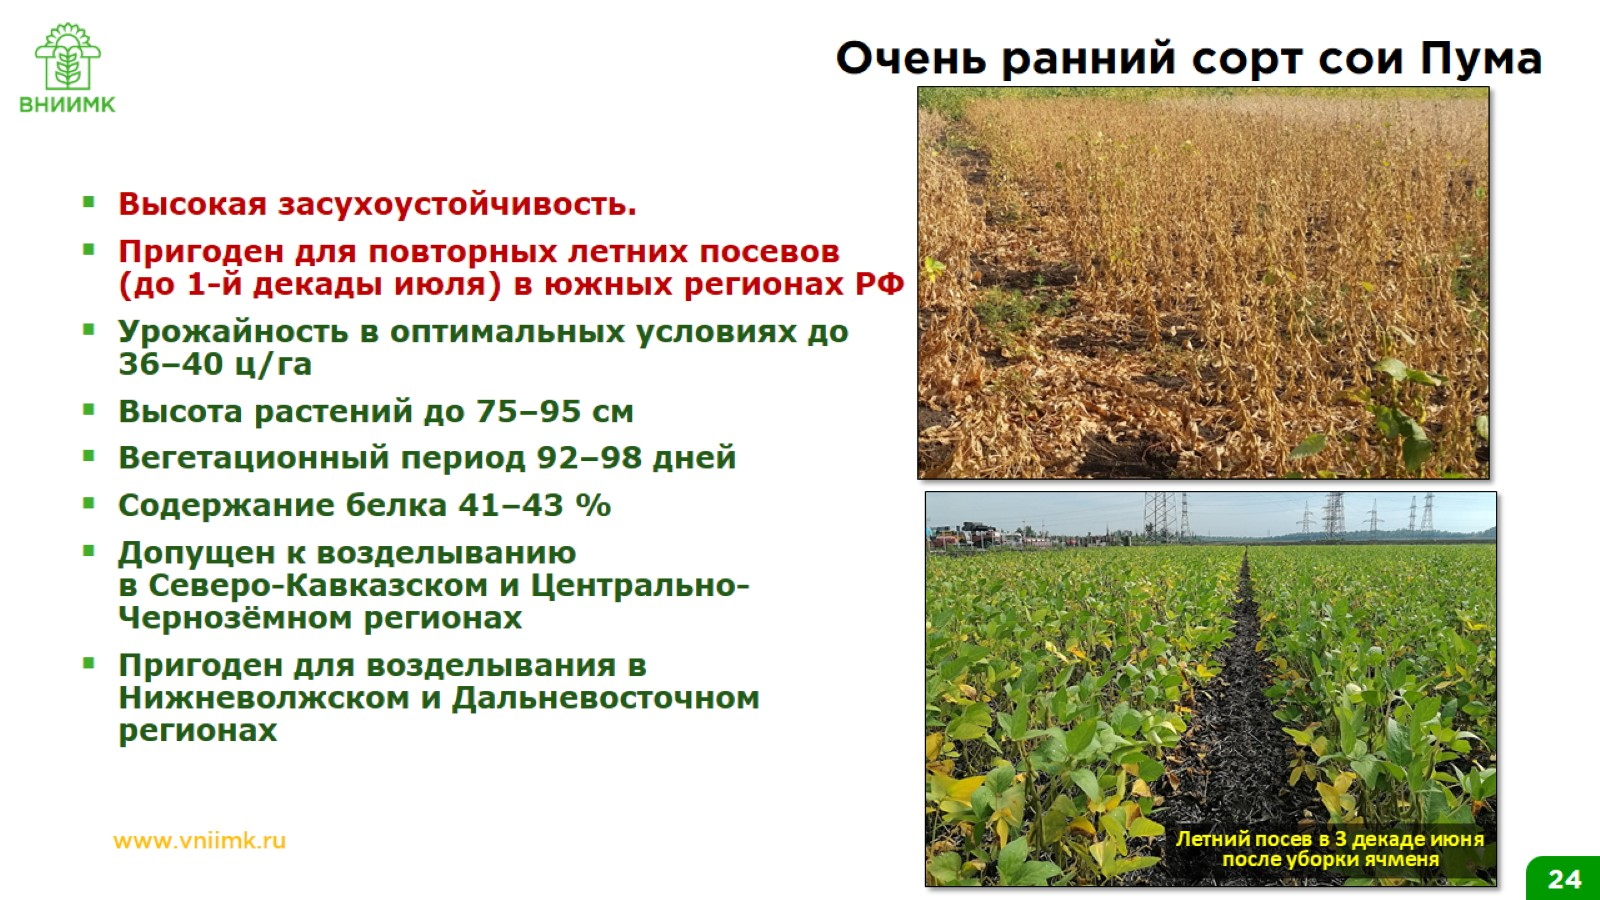 ВНИИМК
Очень ранний сорт сои Пума
Высокая засухоустойчивость.
Пригоден для повторных летних посевов
(до 1-й декады июля) в южных регионах РФ
Урожайность в оптимальных условиях до
36–40 ц/га
Высота растений до 75–95 см
Вегетационный период 92–98 дней
Содержание белка 41–43 %
Допущен к возделыванию
в Северо-Кавказском и Центрально-
Чернозёмном регионах
Пригоден для возделывания в
Нижневолжском и Дальневосточном
регионах
www.vniimk.ru
Летний посев в 3 декаде июня
после уборки ячменя
24